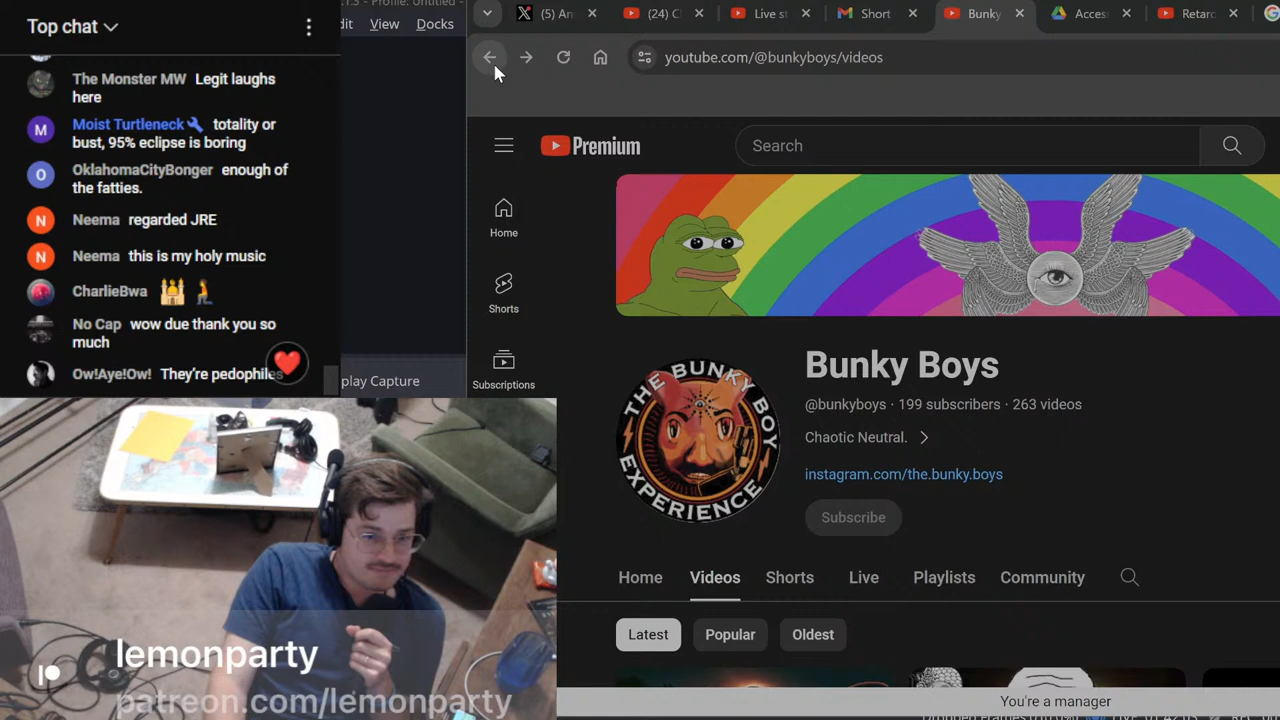 Top chat
The Monster MW Legit laughs
here
Moist Turtleneck totality or
bust, 95% eclipse is boring
OklahomaCityBonger enough of
the fatties.
Neema regarded JRE
Neema this is my holy music
CharlieBwa
No Cap wow due thank you so
much
Ow!Aye!Ow! They're pedophiles
View Docks
play Capture
(5) An
(24) C
Live st
Short
Bunky
Acces
Retarc
youtube.com/@bunkyboys/videos
Premium
Search
Home
Shorts
Subscriptions
THE BUNKY BOY
EXPERIENCE
Bunky Boys
@bunkyboys · 199 subscribers · 263 videos
Chaotic Neutral.
instagram.com/the.bunky.boys
Subscribe
Home Videos Shorts Live Playlists Community
Latest Popular Oldest
You're a manager
lemonparty
patreon.com/lemonparty